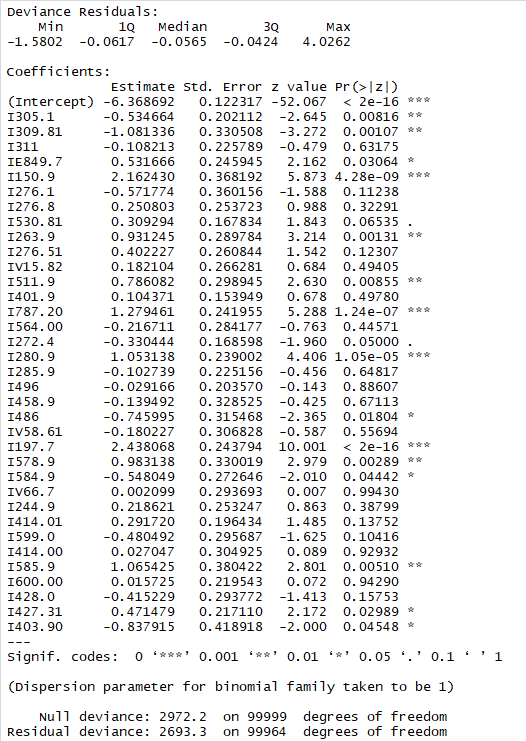 Deviance Residuals:
Min 1Q Median 3Q Max
-1.5802 -0.0617 -0.0565 -0.0424 4.0262
Coefficients:
Estimate Std. Error z value Pr(>|z|)
(Intercept) -6.368692 0.122317 -52.067 < 2e-16 ***
I305.1 -0.534664 0.202112 -2.645 0.00816 **
I309.81 -1.081336 0.330508 -3.272 0.00107 **
I311 -0.108213 0.225789 -0.479 0.63175
IE849.7 0.531666 0.245945 2.162 0.03064 *
I150.9 2.162430 0.368192 5.873 4.28e-09 ***
I276.1 -0.571774 0.360156 -1.588 0.11238
I276.8 0.250803 0.253723 0.988 0.32291
I530.81 0.309294 0.167834 1.843 0.06535 .
I263.9 0.931245 0.289784 3.214 0.00131 **
I276.51 0.402227 0.260844 1.542 0.12307
IV15.82 0.182104 0.266281 0.684 0.49405
I511.9 0.786082 0.298945 2.630 0.00855 **
I401.9 0.104371 0.153949 0.678 0.49780
I787.20 1.279461 0.241955 5.288 1.24e-07 ***
I564.00 -0.216711 0.284177 -0.763 0.44571
I272.4 -0.330444 0.168598 -1.960 0.05000 .
I280.9 1.053138 0.239002 4.406 1.05e-05 ***
I285.9 -0.102739 0.225156 -0.456 0.64817
I496 -0.029166 0.203570 -0.143 0.88607
I458.9 -0.139492 0.328525 -0.425 0.67113
I486 -0.745995 0.315468 -2.365 0.01804 *
IV58.61 -0.180227 0.306828 -0.587 0.55694
I197.7 2.438068 0.243794 10.001 < 2e-16 ***
I578.9 0.983138 0.330019 2.979 0.00289 **
I584.9 -0.548049 0.272646 -2.010 0.04442 *
IV66.7 0.002099 0.293693 0.007 0.99430
I244.9 0.218621 0.253247 0.863 0.38799
I414.01 0.291720 0.196434 1.485 0.13752
I599.0 -0.480492 0.295687 -1.625 0.10416
I414.00 0.027047 0.304925 0.089 0.92932
I585.9 1.065425 0.380422 2.801 0.00510 **
I600.00 0.015725 0.219543 0.072 0.94290
I428.0 -0.415229 0.293772 -1.413 0.15753
I427.31 0.471479 0.217110 2.172 0.02989 *
I403.90 -0.837915 0.418918 -2.000 0.04548 *
---
Signif. codes: 0 ‘***’ 0.001 ‘**’ 0.01 ‘*’ 0.05 ‘.’ 0.1 ‘ ’ 1
(Dispersion parameter for binomial family taken to be 1)
Null deviance: 2972.2 on 99999 degrees of freedom
Residual deviance: 2693.3 on 99964 degrees of freedom